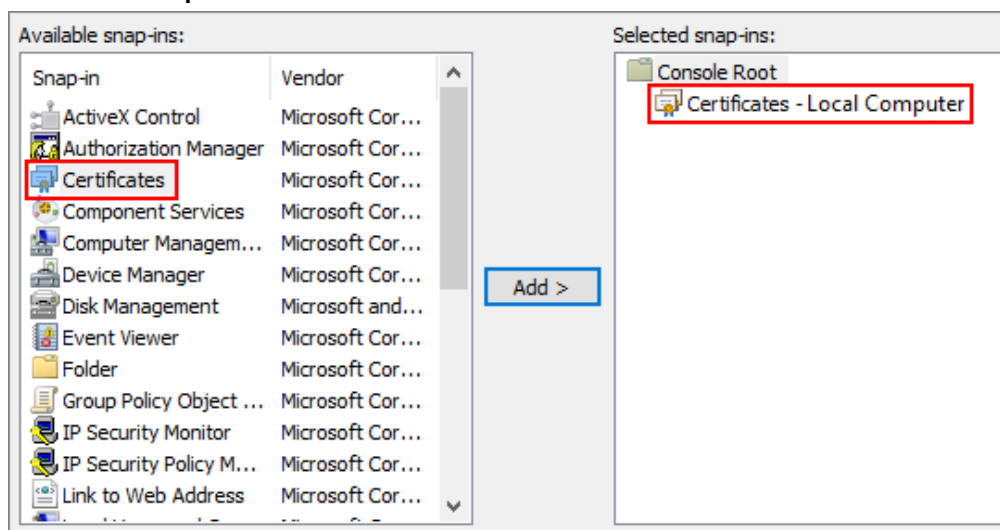 Available snap-ins:
Selected snap-ins:
Snap-in Vendor
Console Root
ActiveX Control Microsoft Cor...
Certificates - Local Computer
Authorization Manager Microsoft Cor...
Certificates Microsoft Cor...
Component Services Microsoft Cor...
Computer Managem... Microsoft Cor...
Device Manager Microsoft Cor...
Add >
Disk Management Microsoft and...
Event Viewer Microsoft Cor...
Folder Microsoft Cor...
Group Policy Object ... Microsoft Cor...
IP Security Monitor Microsoft Cor...
IP Security Policy M... Microsoft Cor...
Link to Web Address Microsoft Cor...